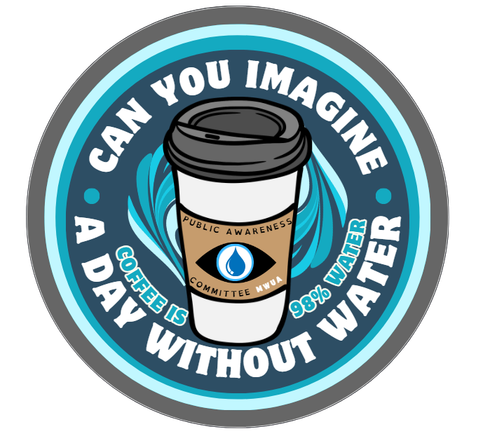 CAN YOU IMAGINE
A DAY WITHOUT WATER
COFFEE IS
98% WATER
PUBLIC AWARENESS
COMMITTEE NWUA